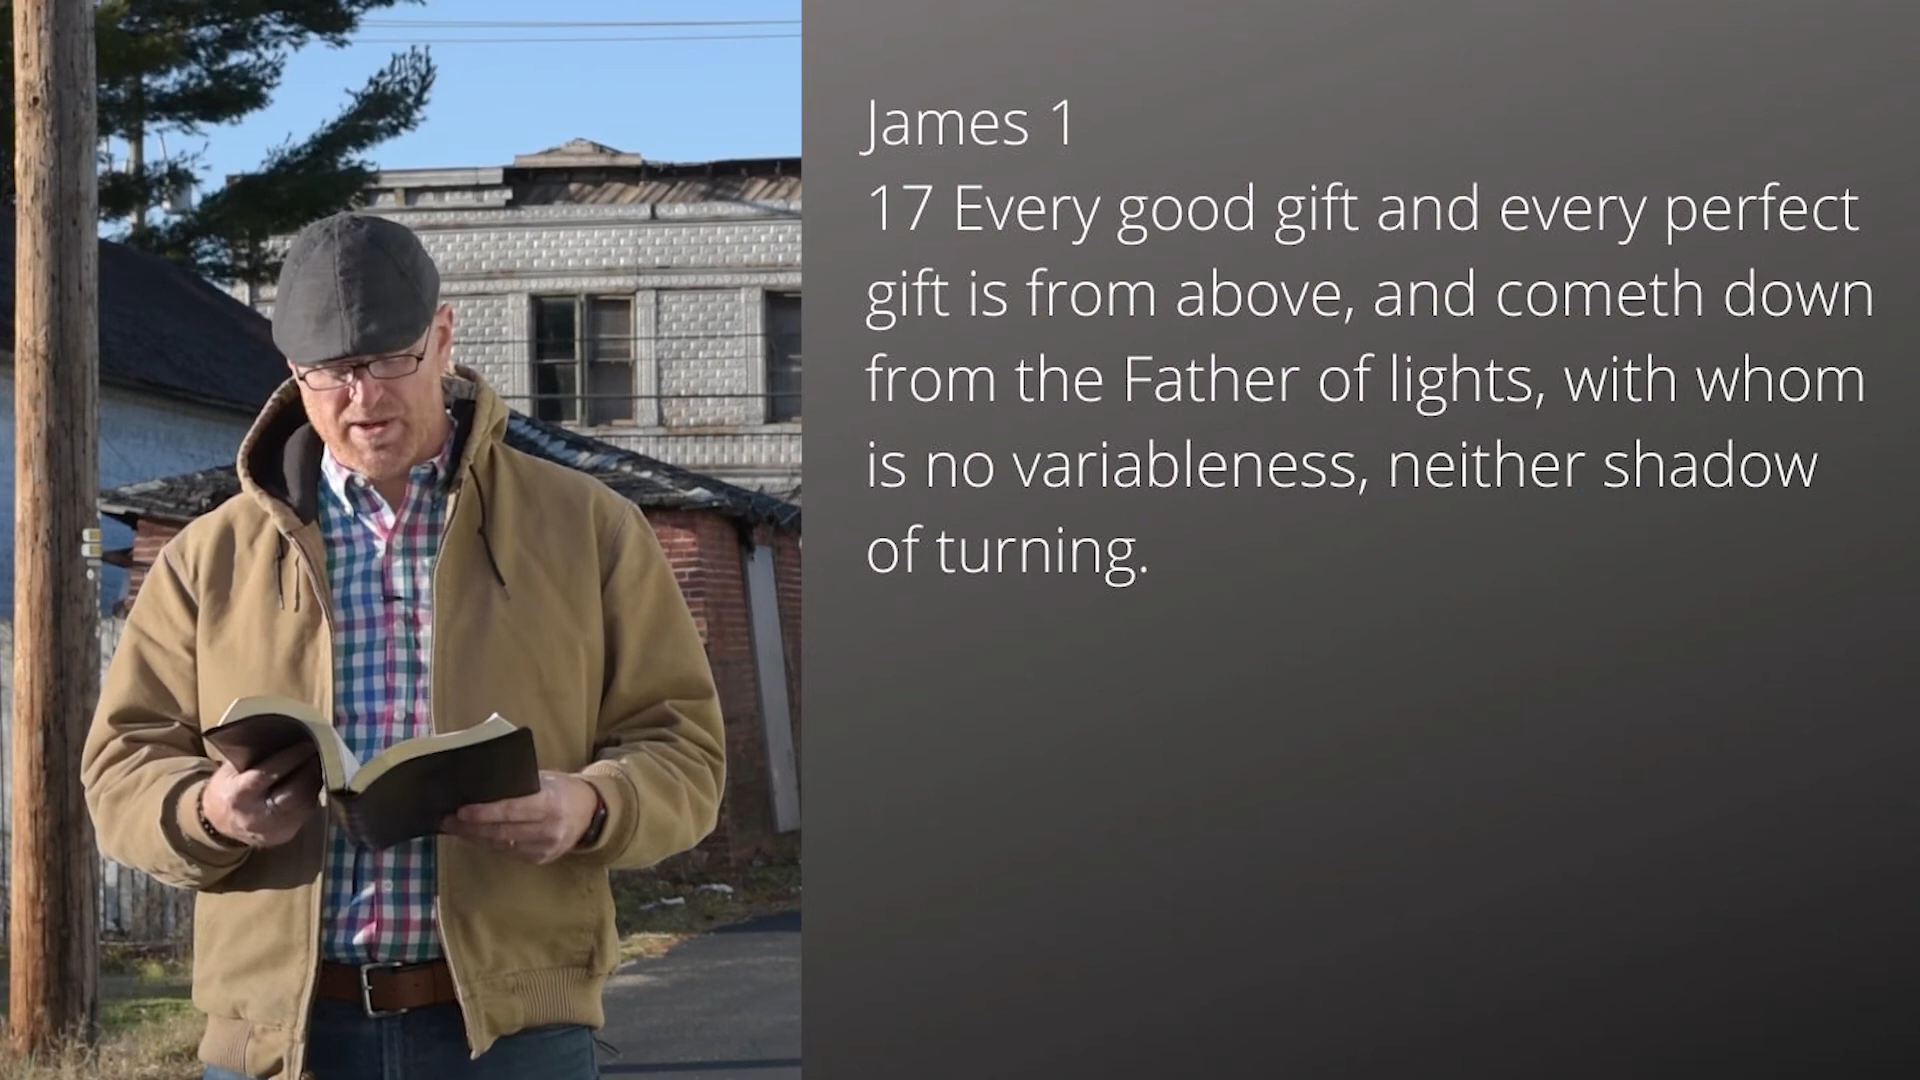 James 1
17 Every good gift and every perfect
gift is from above, and cometh down
from the Father of lights, with whom
is no variableness, neither shadow
of turning.